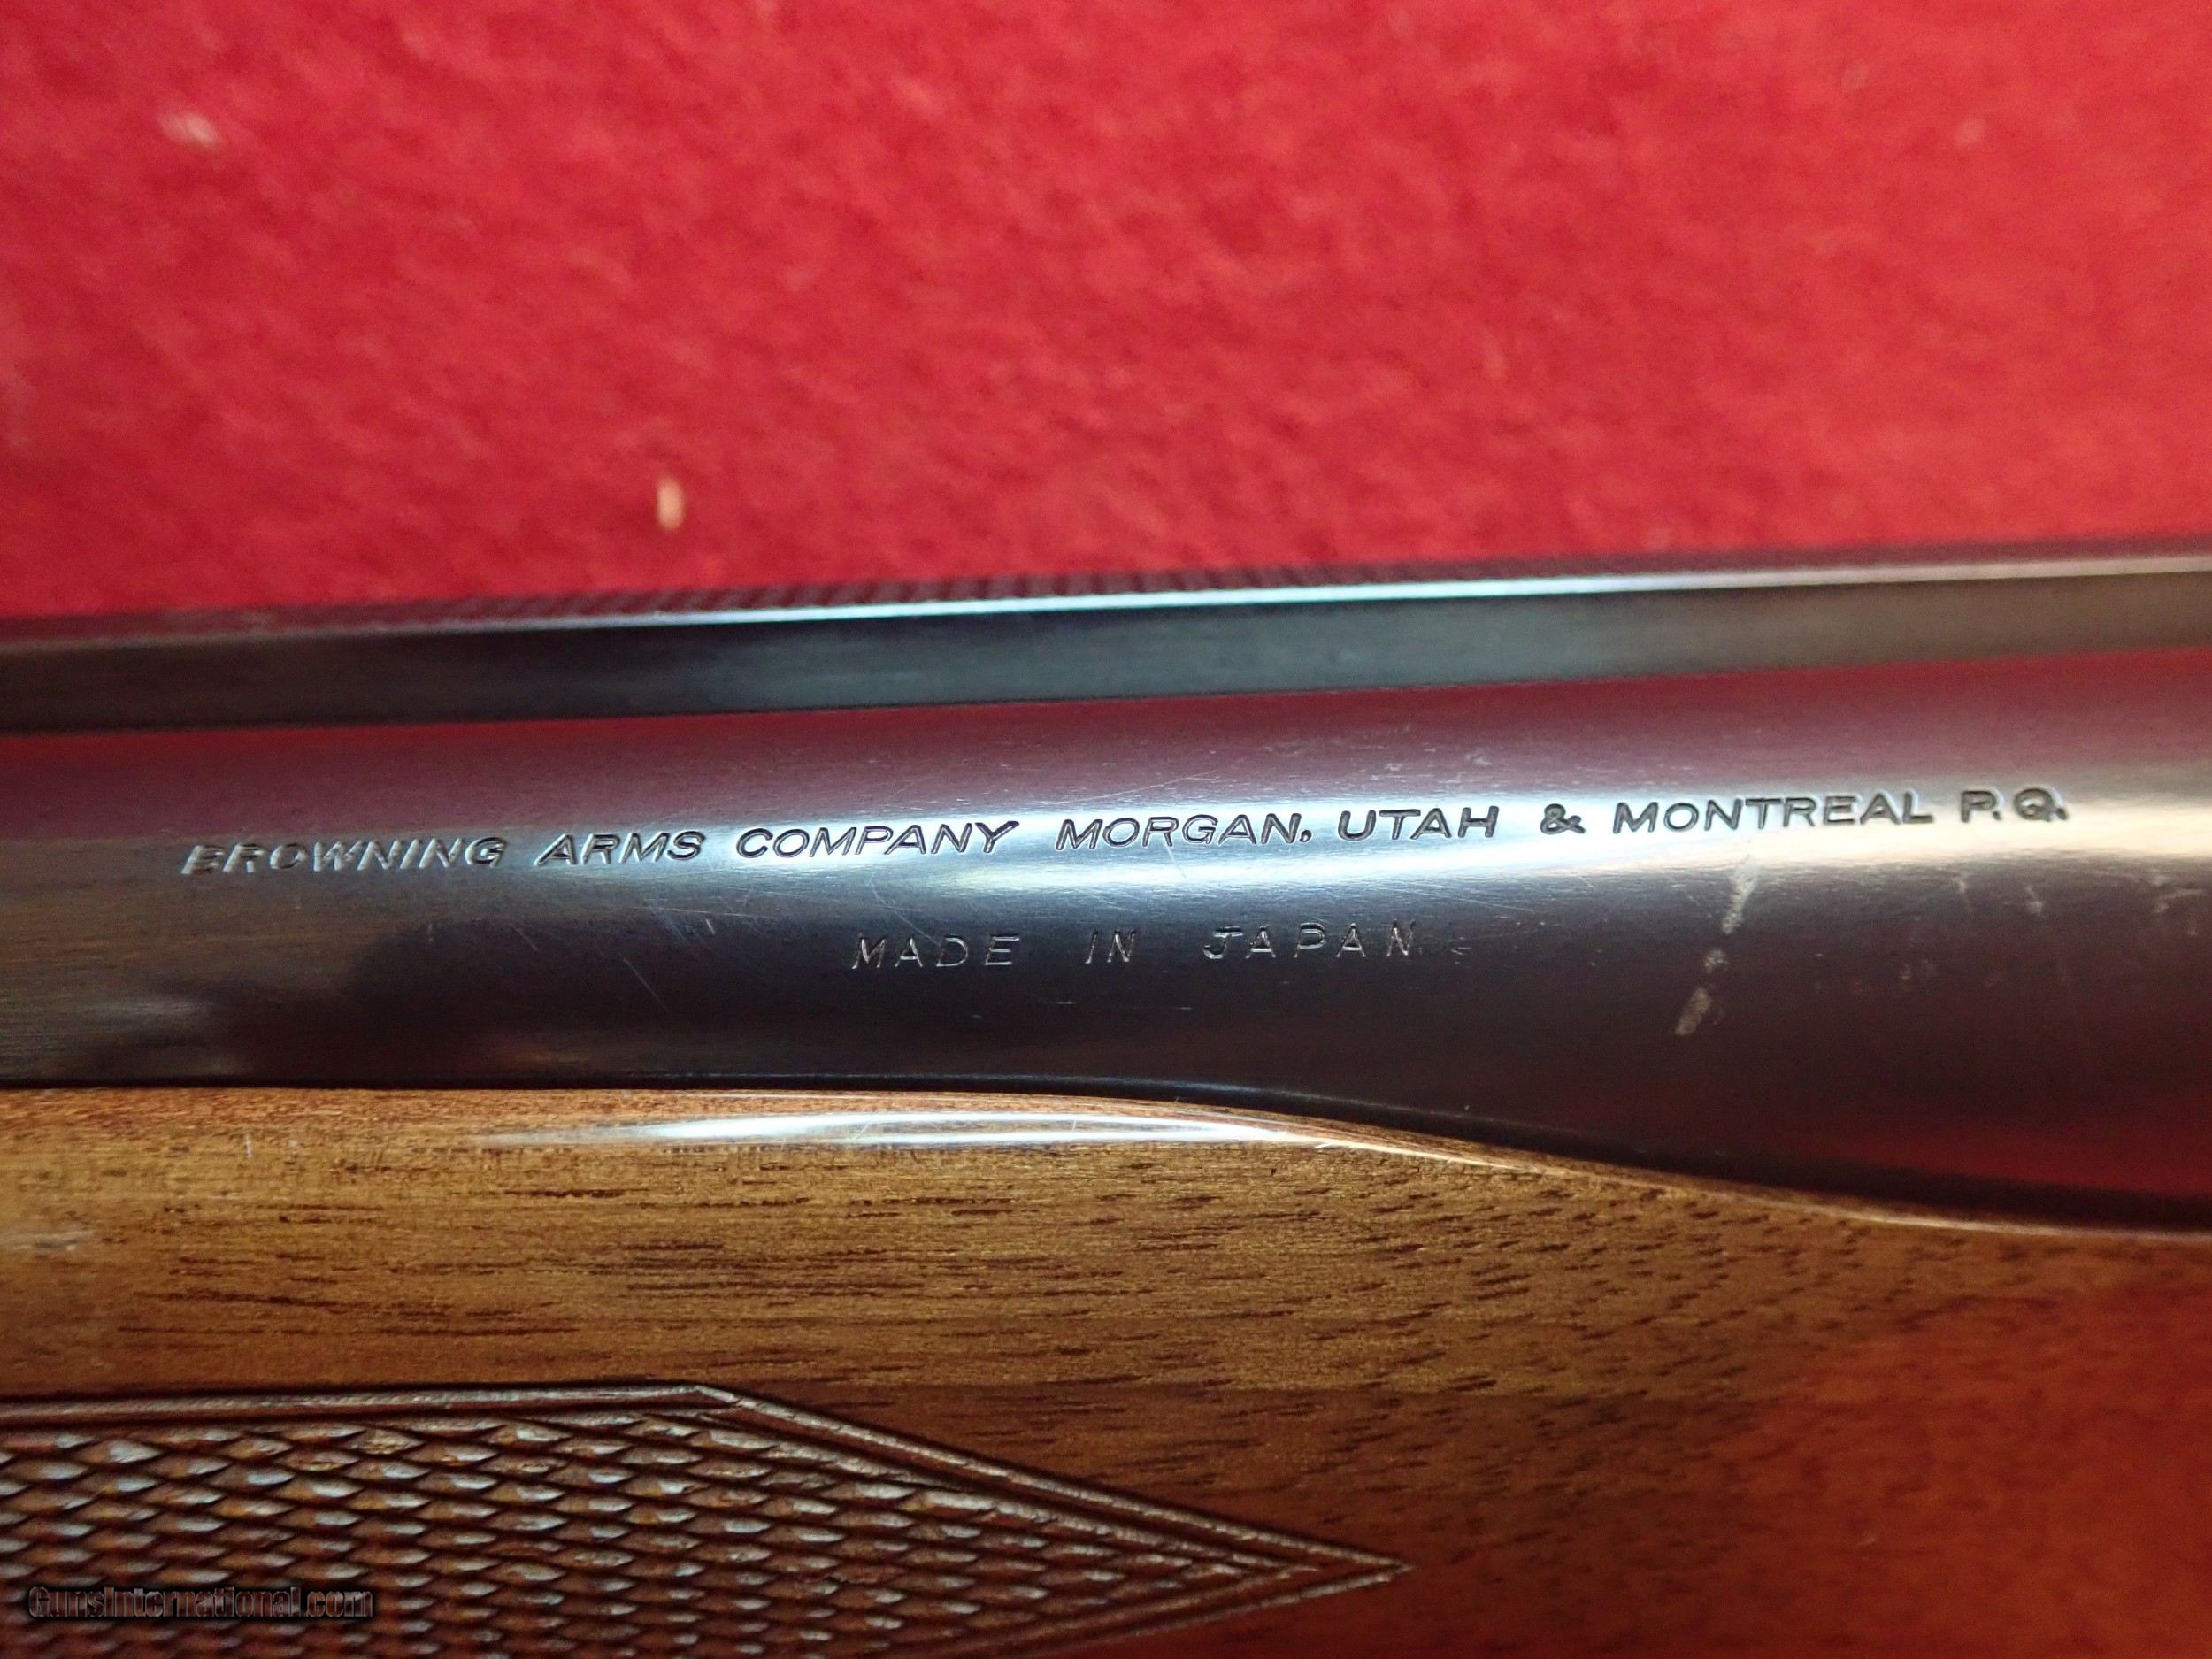 BROWNING ARMS COMPANY MORGAN, UTAH & MONTREAL P.Q.
MADE IN JAPAN
GunsInternational.com